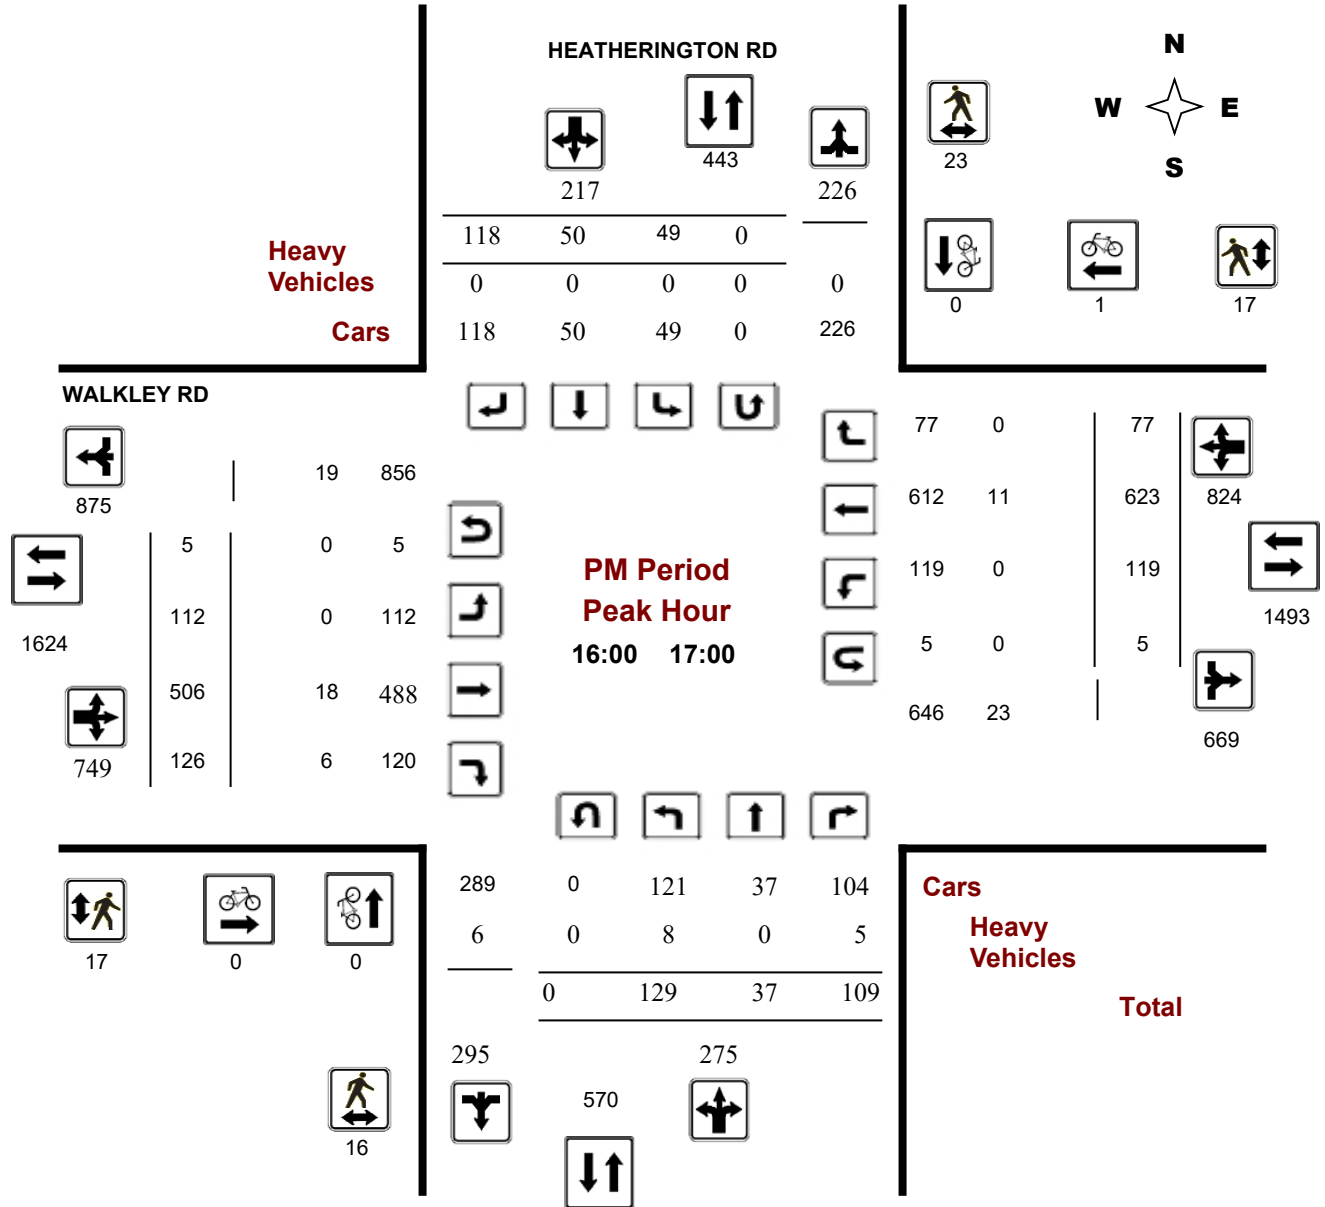 HEATHERINGTON RD
N
W E
S
443
23
217 226
118 50 49 0
Heavy
Vehicles
0 0 0 0 0
0 1 17
Cars
118 50 49 0 226
WALKLEY RD
77 0 77
19 856
875
612 11 623 824
5 0 5
PM Period
119 0 119
112 0 112
Peak Hour
1493
1624
16:00 17:00
5 0 5
506 18 488
646 23
669
749 126 6 120
289 0 121 37 104
Cars
6 0 8 0 5
Heavy
Vehicles
17 0 0
0 129 37 109
Total
295 275
570
16